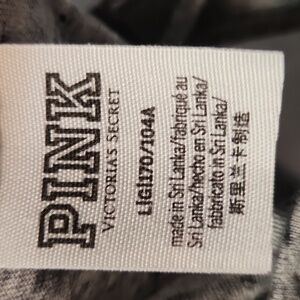 PINK
VICTORIA'S SECRET
LIGI170/104A
made in Sri Lanka/fabriqué au
Sri Lanka/hecho en Sri Lanka/
fabricato in Sri Lanka/
斯里兰卡制造